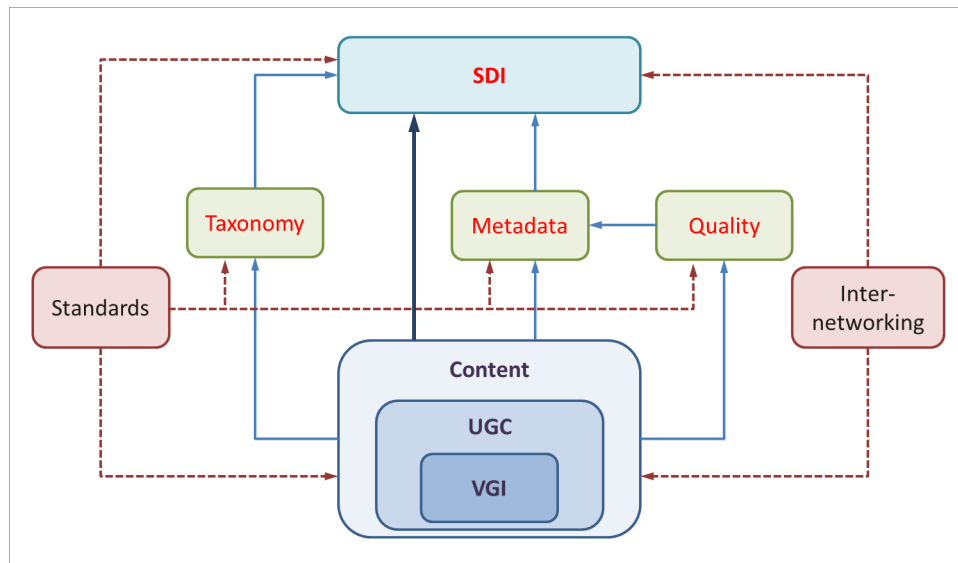 SDI
Taxonomy
Metadata
Quality
Standards
Inter-
networking
Content
UGC
VGI